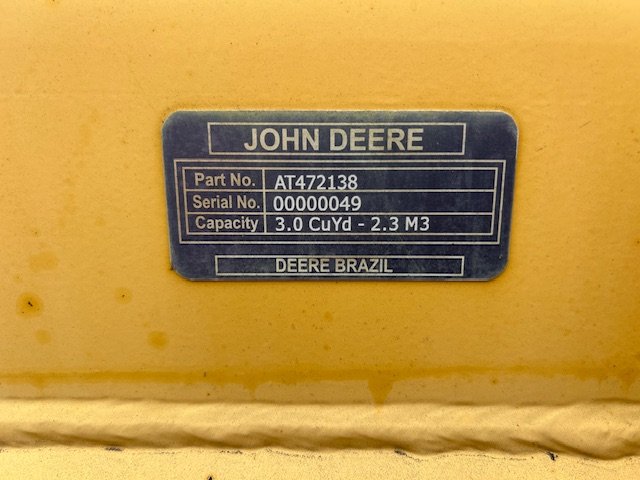 JOHN DEERE
Part No. AT472138
Serial No. 00000049
Capacity 3.0 CuYd - 2.3 M3
DEERE BRAZIL